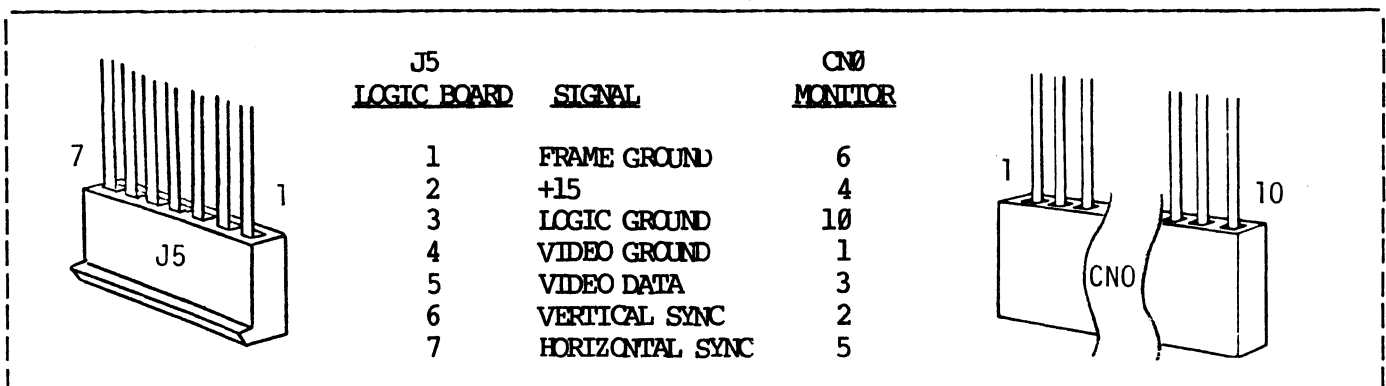 J5 CNØ
LOGIC BOARD SIGNAL MONITOR
1 FRAME GROUND 6
2 +15 4
3 LOGIC GROUND 1Ø
4 VIDEO GROUND 1
5 VIDEO DATA 3
6 VERTICAL SYNC 2
7 HORIZONTAL SYNC 5
7
1
J5
1
10
CNO